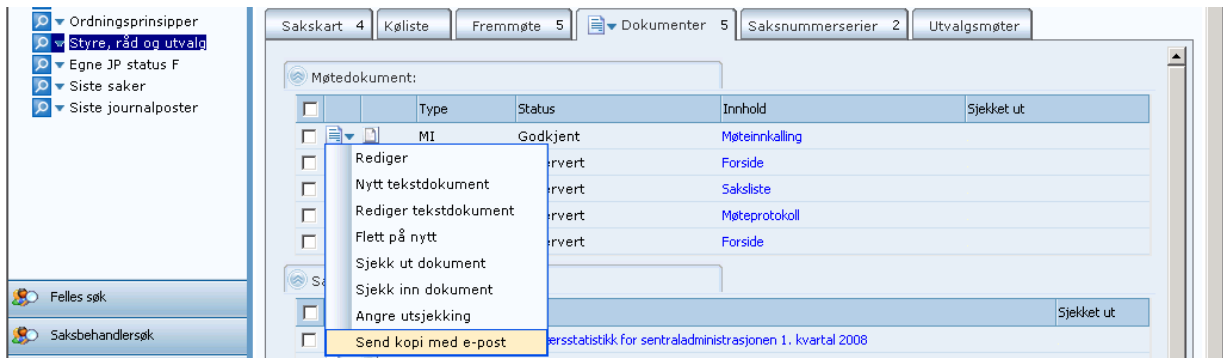 Ordningsprinsipper
Styre, råd og utvalg
Egne JP status F
Siste saker
Siste journalposter
Felles søk
Saksbehandlersøk
Sakskart 4 Køliste Fremmøte 5 Dokumenter 5 Saksnummerserier 2 Utvalgsmøter
Møtedokument:
Type Status Innhold Sjekket ut
MI Godkjent Møteinnkalling
ervert Forside
ervert Saksliste
ervert Møteprotokoll
ervert Forside
Rediger
Nytt tekstdokument
Rediger tekstdokument
Flett på nytt
Sjekk ut dokument
Sjekk inn dokument
Angre utsjekking
Send kopi med e-post
Sa
Sjekket ut
ersstatistikk for sentraladministrasjonen 1. kvartal 2008